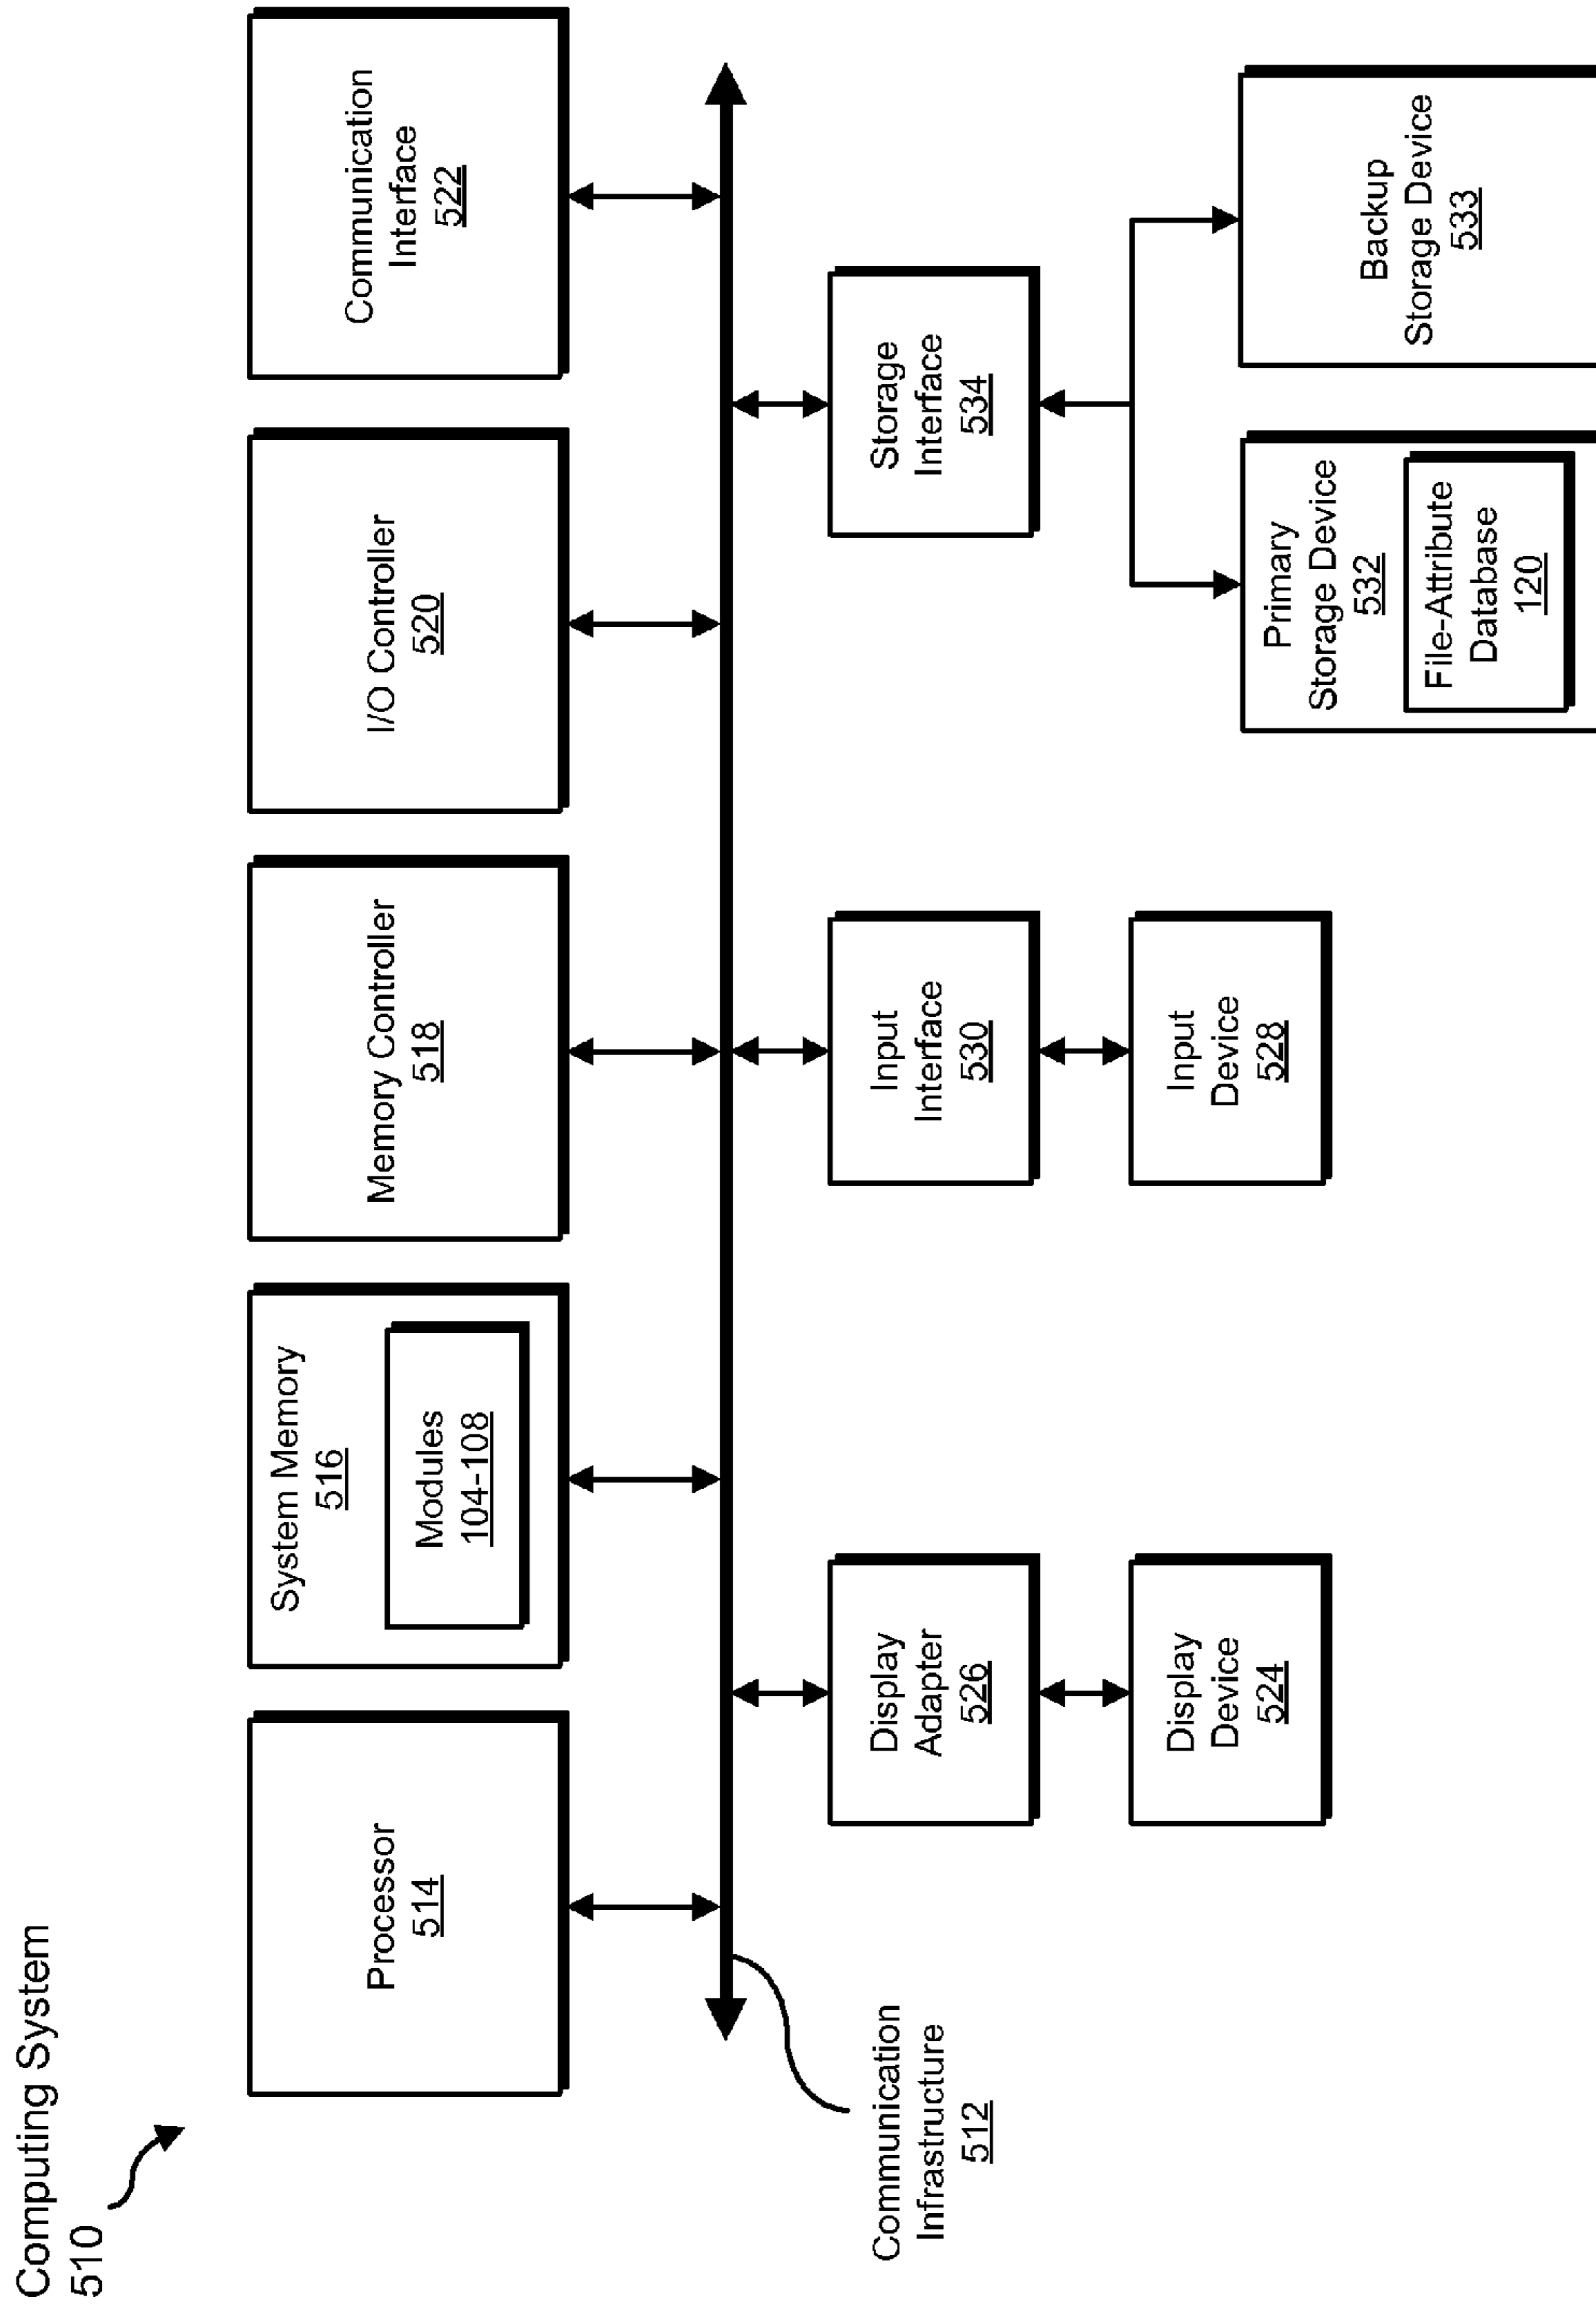 Computing System
510
Processor
514
System Memory
516
Modules
104-108
Memory Controller
518
I/O Controller
520
Communication
Interface
522
Communication
Infrastructure
512
Display
Adapter
526
Input
Interface
530
Storage
Interface
534
Display
Device
524
Input
Device
528
Primary
Storage Device
532
File-Attribute
Database
120
Backup
Storage Device
533